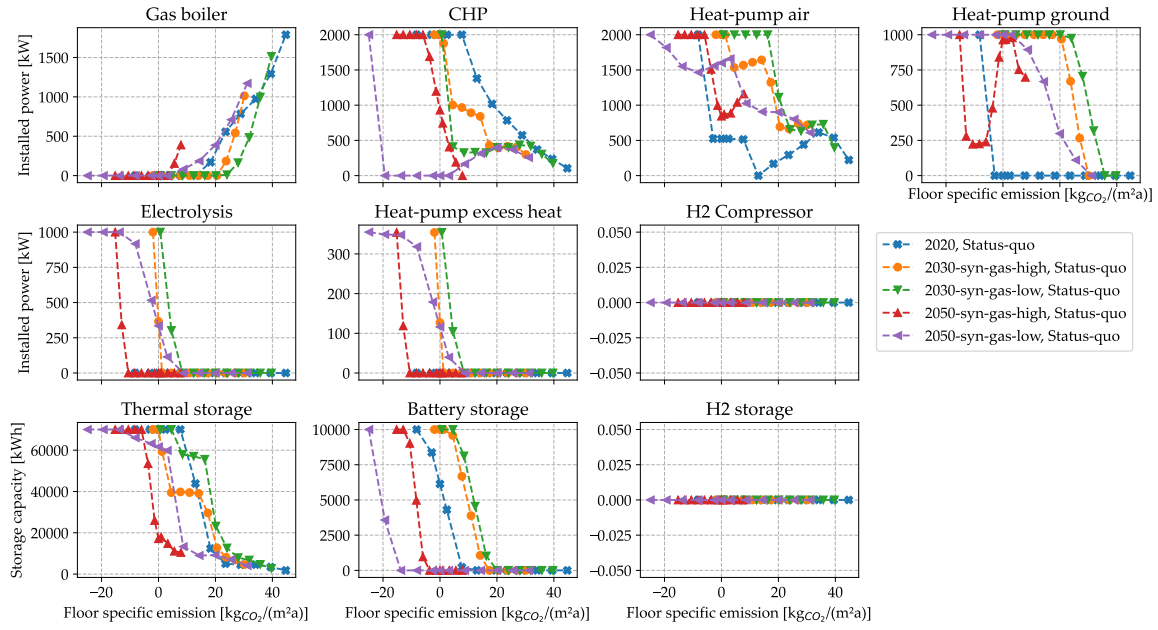 Gas boiler
CHP
Heat-pump air
Heat-pump ground
Installed power [kW]
1500
1000
500
0
2000
1500
1000
500
0
2000
1500
1000
500
0
1000
750
500
250
0
Floor specific emission [kg_{CO_2}/(m²a)]
Electrolysis
Heat-pump excess heat
H2 Compressor
Installed power [kW]
1000
750
500
250
0
300
200
100
0
0.050
0.025
0.000
−0.025
−0.050
2020, Status-quo
2030-syn-gas-high, Status-quo
2030-syn-gas-low, Status-quo
2050-syn-gas-high, Status-quo
2050-syn-gas-low, Status-quo
Thermal storage
Battery storage
H2 storage
Storage capacity [kWh]
60000
40000
20000
0
10000
7500
5000
2500
0
0.050
0.025
0.000
−0.025
−0.050
−20 0 20 40
−20 0 20 40
−20 0 20 40
Floor specific emission [kg_{CO_2}/(m²a)]
Floor specific emission [kg_{CO_2}/(m²a)]
Floor specific emission [kg_{CO_2}/(m²a)]